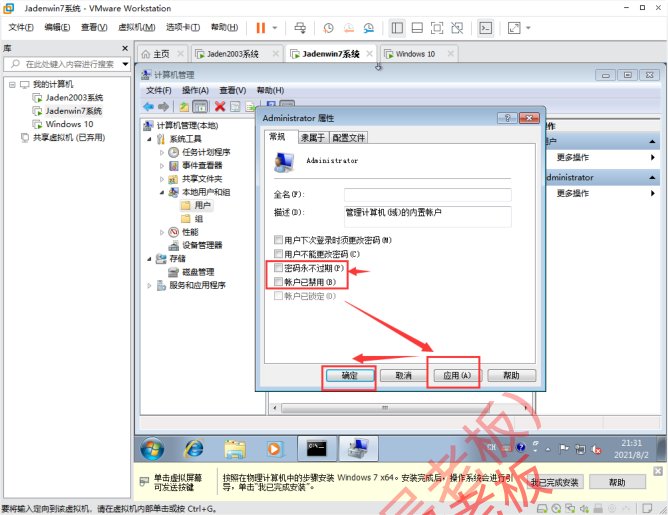 Jadenwin7系统 - VMware Workstation
文件(F) 编辑(E) 查看(V) 虚拟机(M) 选项卡(T) 帮助(H)
库
在此处键入内容进行搜索
我的计算机
Jaden2003系统
Jadenwin7系统
Windows 10
共享虚拟机 (已弃用)
主页 Jaden2003系统 Jadenwin7系统 Windows 10
计算机管理
文件(F) 操作(A) 查看(V) 帮助(H)
计算机管理(本地)
系统工具
任务计划程序
事件查看器
共享文件夹
本地用户和组
用户
组
性能
设备管理器
存储
磁盘管理
服务和应用程序
Administrator 属性
常规 隶属于 配置文件
Administrator
全名(F):
描述(D): 管理计算机(域)的内置帐户
用户下次登录时须更改密码(M)
用户不能更改密码(C)
密码永不过期(P)
帐户已禁用(B)
帐户已锁定(O)
确定 取消 应用(A) 帮助
作
户
更多操作
dministrator
更多操作
CH
21:31
2021/8/2
单击虚拟屏幕
可发送按键
按照在物理计算机中的步骤安装 Windows 7 x64。安装完成后，操作系统会进行引
导，单击"我已完成安装"。
我已完成安装 帮助
要将输入定向到该虚拟机，请在虚拟机内部单击或按 Ctrl+G。
老板)
老板